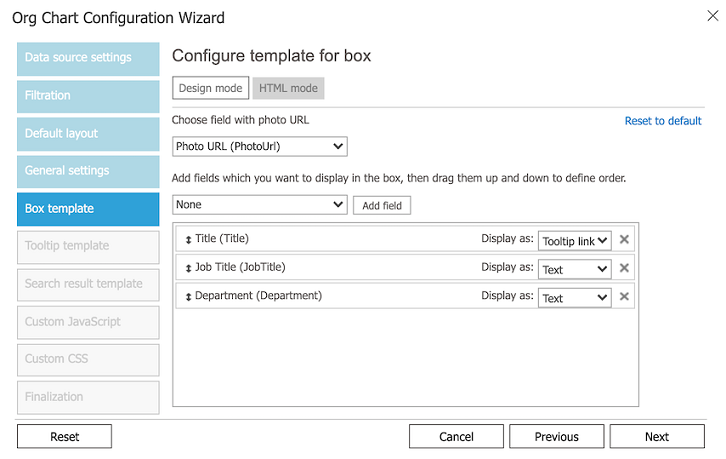 Org Chart Configuration Wizard
Data source settings
Filtration
Default layout
General settings
Box template
Tooltip template
Search result template
Custom JavaScript
Custom CSS
Finalization
Configure template for box
Design mode HTML mode
Choose field with photo URL Reset to default
Photo URL (PhotoUrl)
Add fields which you want to display in the box, then drag them up and down to define order.
None Add field
Title (Title) Display as: Tooltip link
Job Title (JobTitle) Display as: Text
Department (Department) Display as: Text
Reset Cancel Previous Next